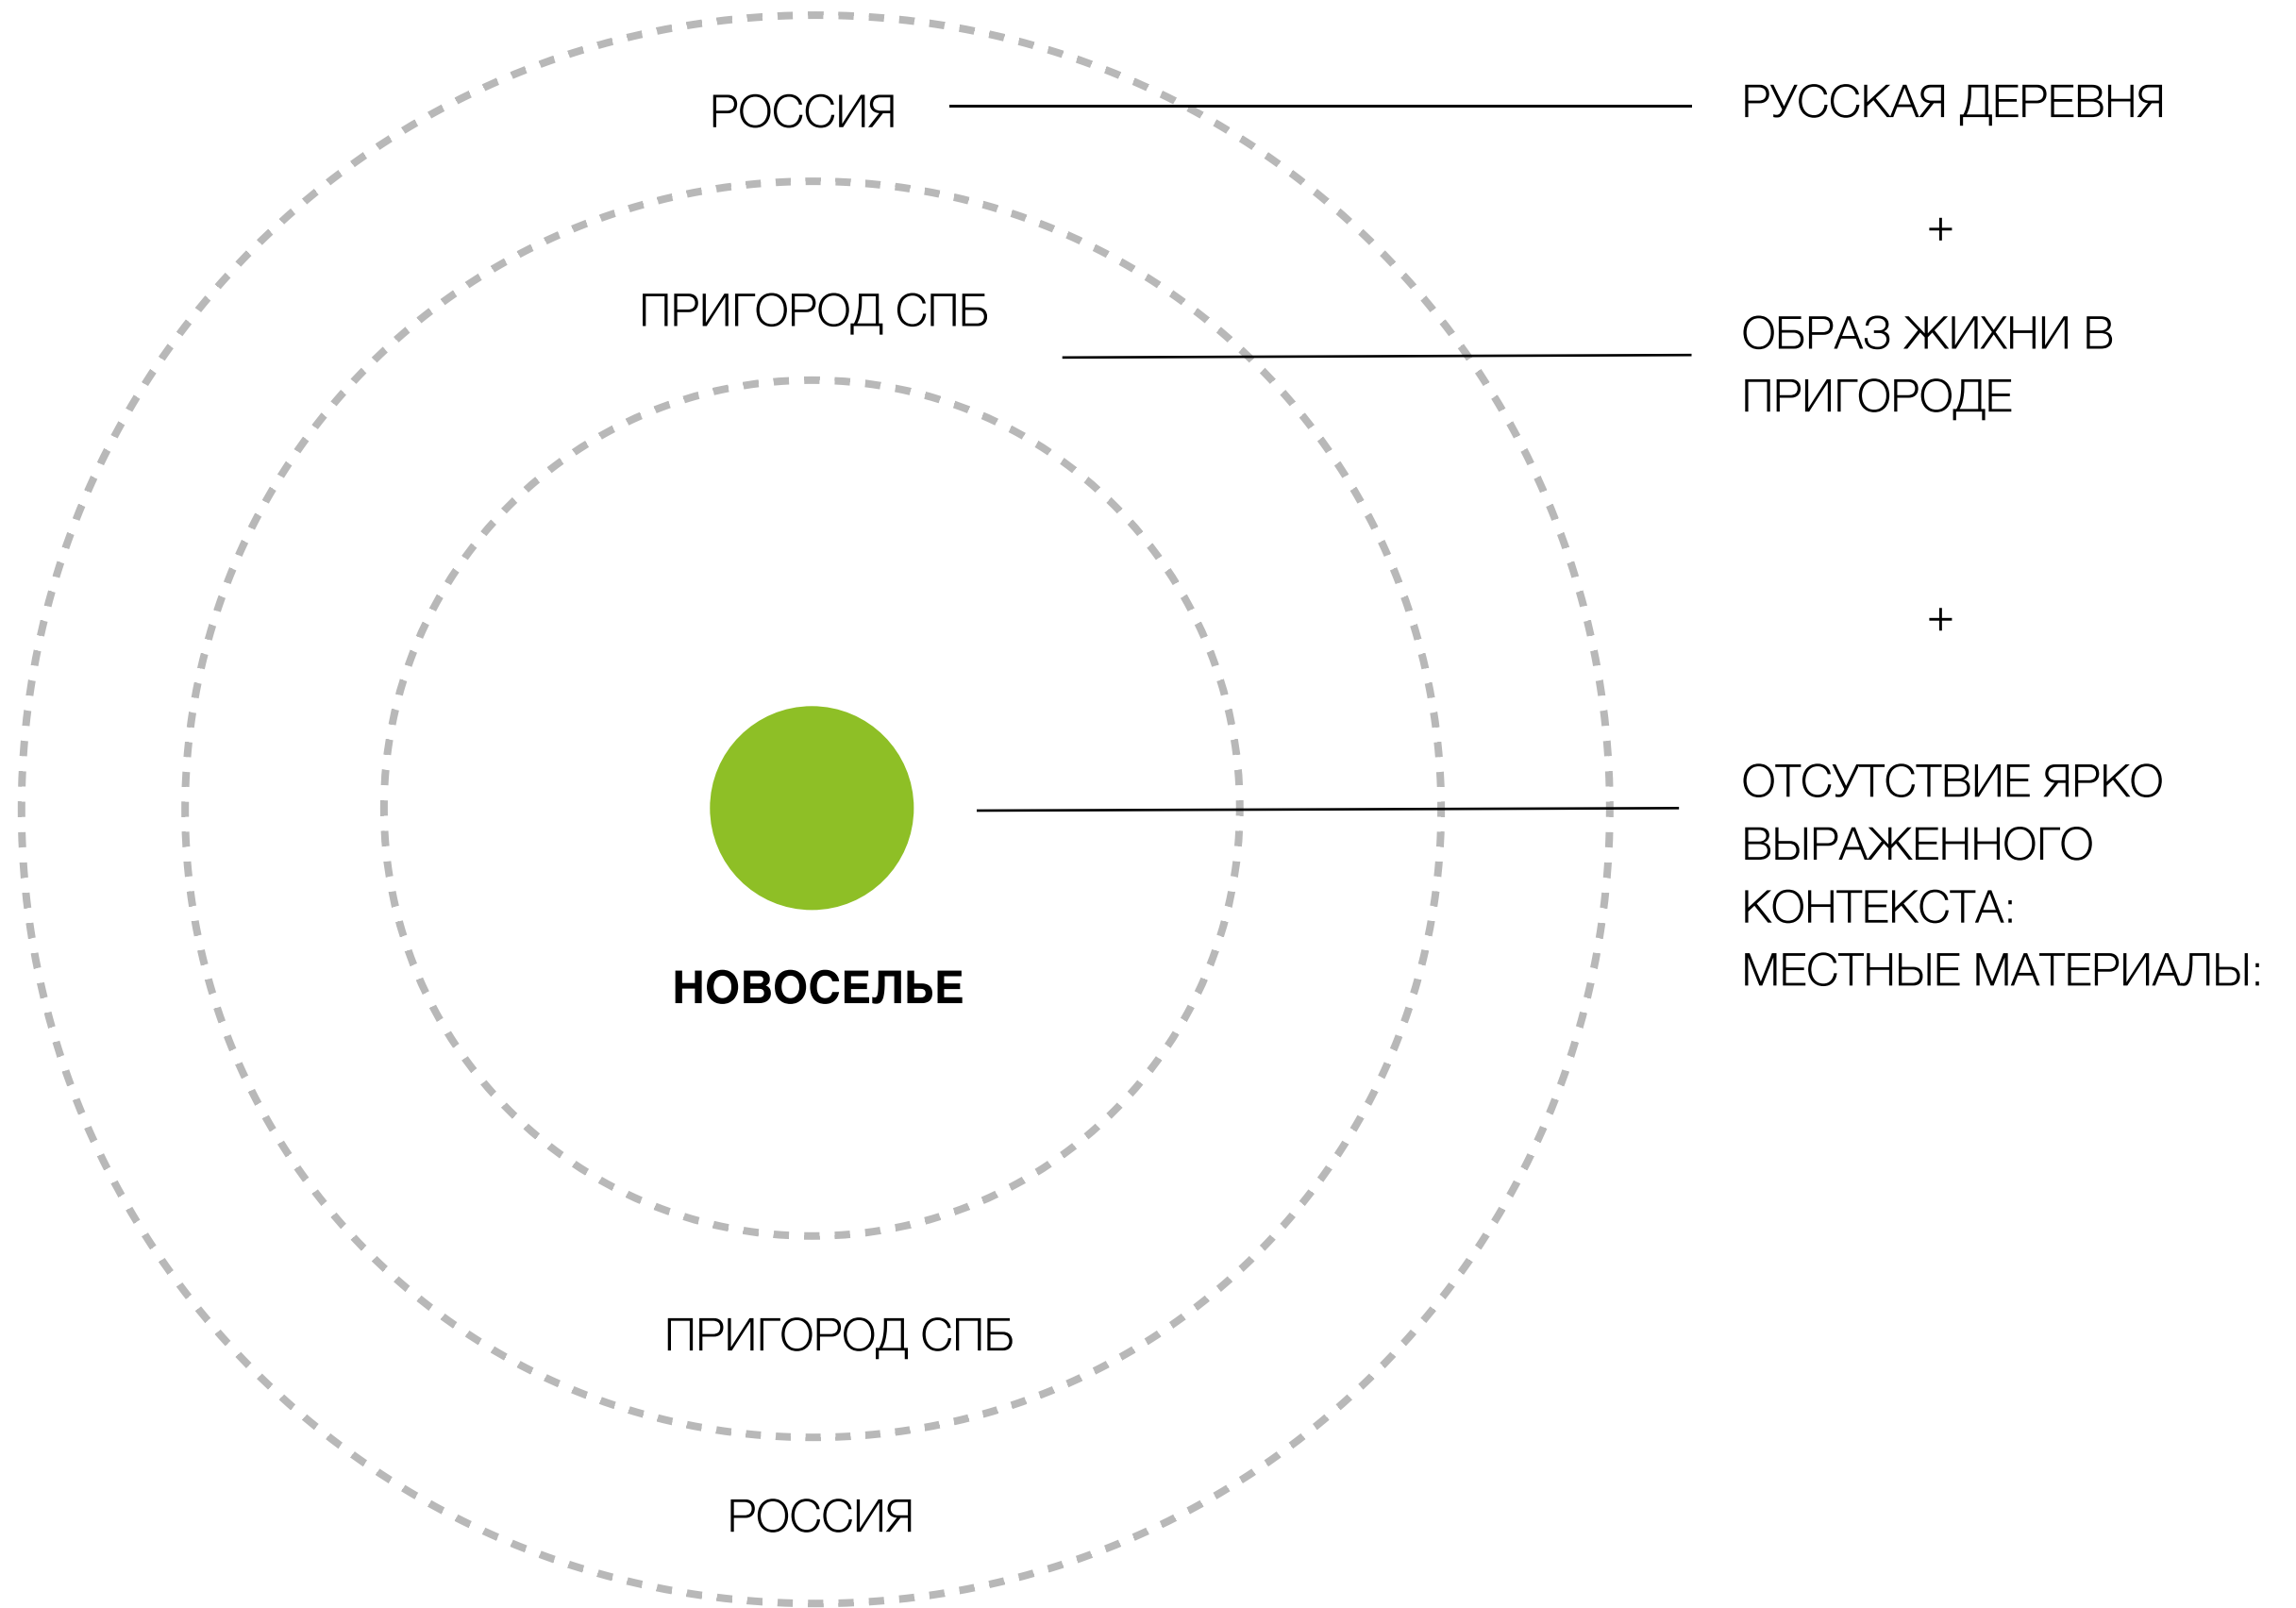 РОССИЯ
РУССКАЯ ДЕРЕВНЯ
+
ПРИГОРОД СПБ
ОБРАЗ ЖИХНИ В
ПРИГОРОДЕ
+
ОТСУТСТВИЕ ЯРКО
ВЫРАЖЕННОГО
КОНТЕКСТА:
МЕСТНЫЕ МАТЕРИАЛЫ:
НОВОСЕЛЬЕ
ПРИГОРОД СПБ
РОССИЯ